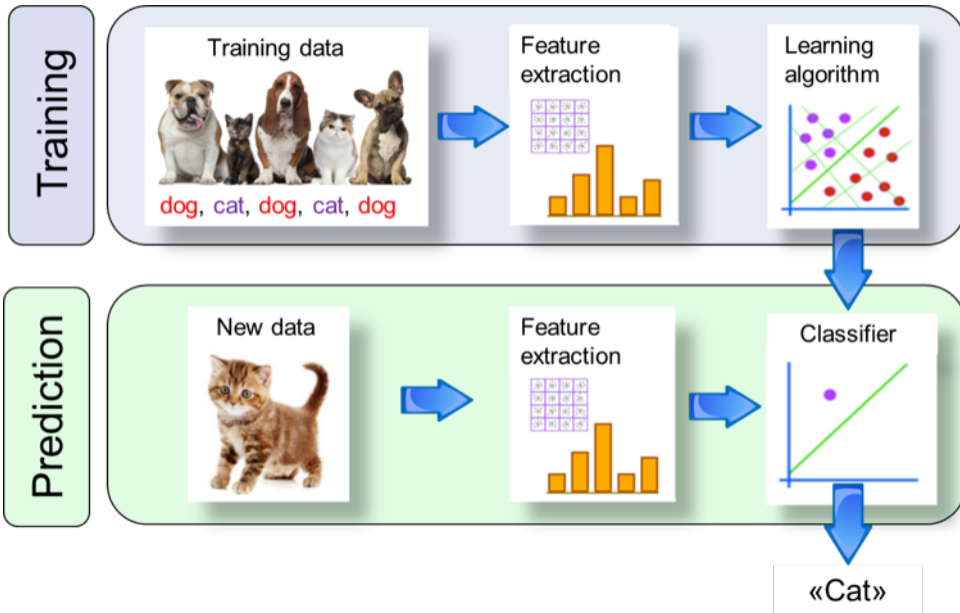 Training
Training data
dog, cat, dog, cat, dog
Feature
extraction
Learning
algorithm
Prediction
New data
Feature
extraction
Classifier
«Cat»